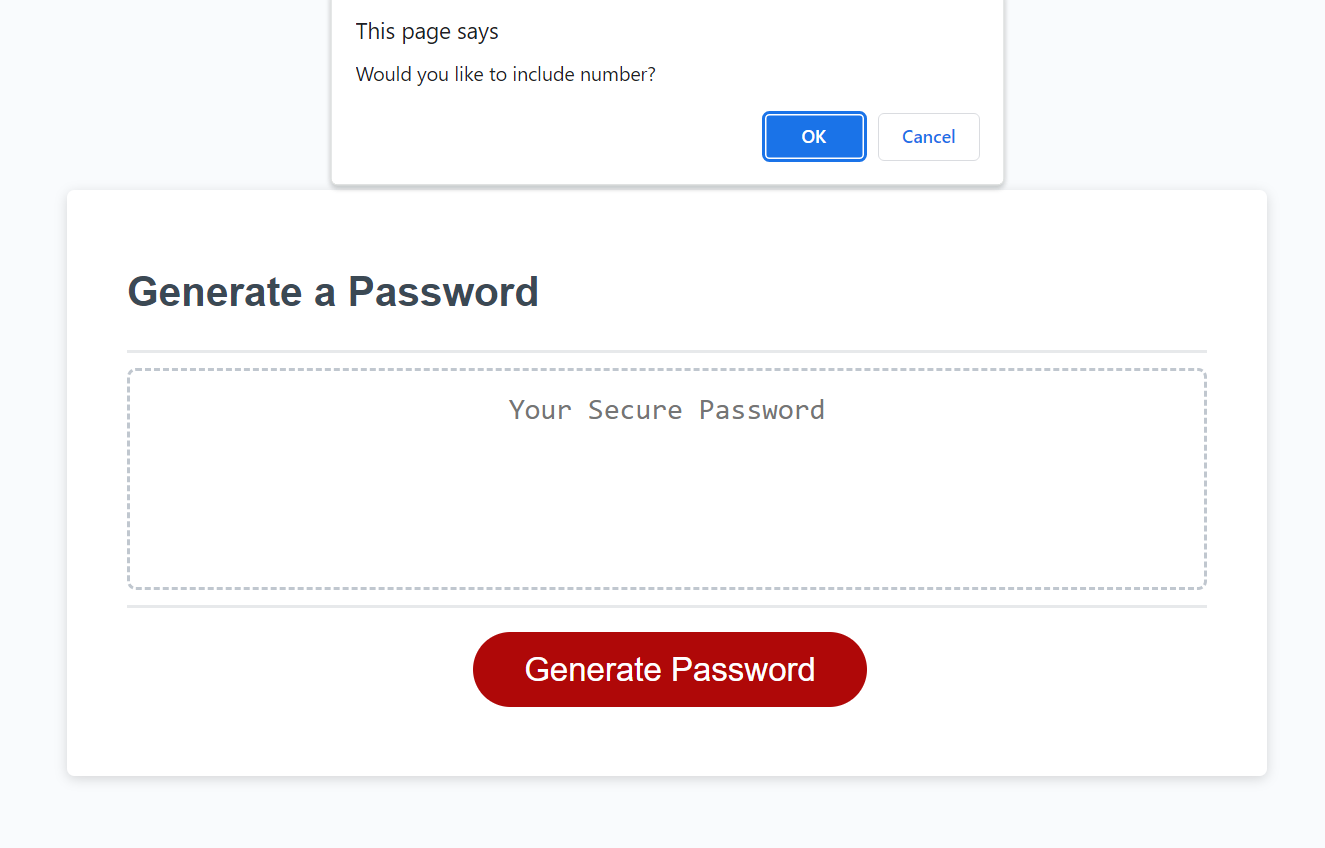 This page says
Would you like to include number?
OK Cancel
Generate a Password
Your Secure Password
Generate Password